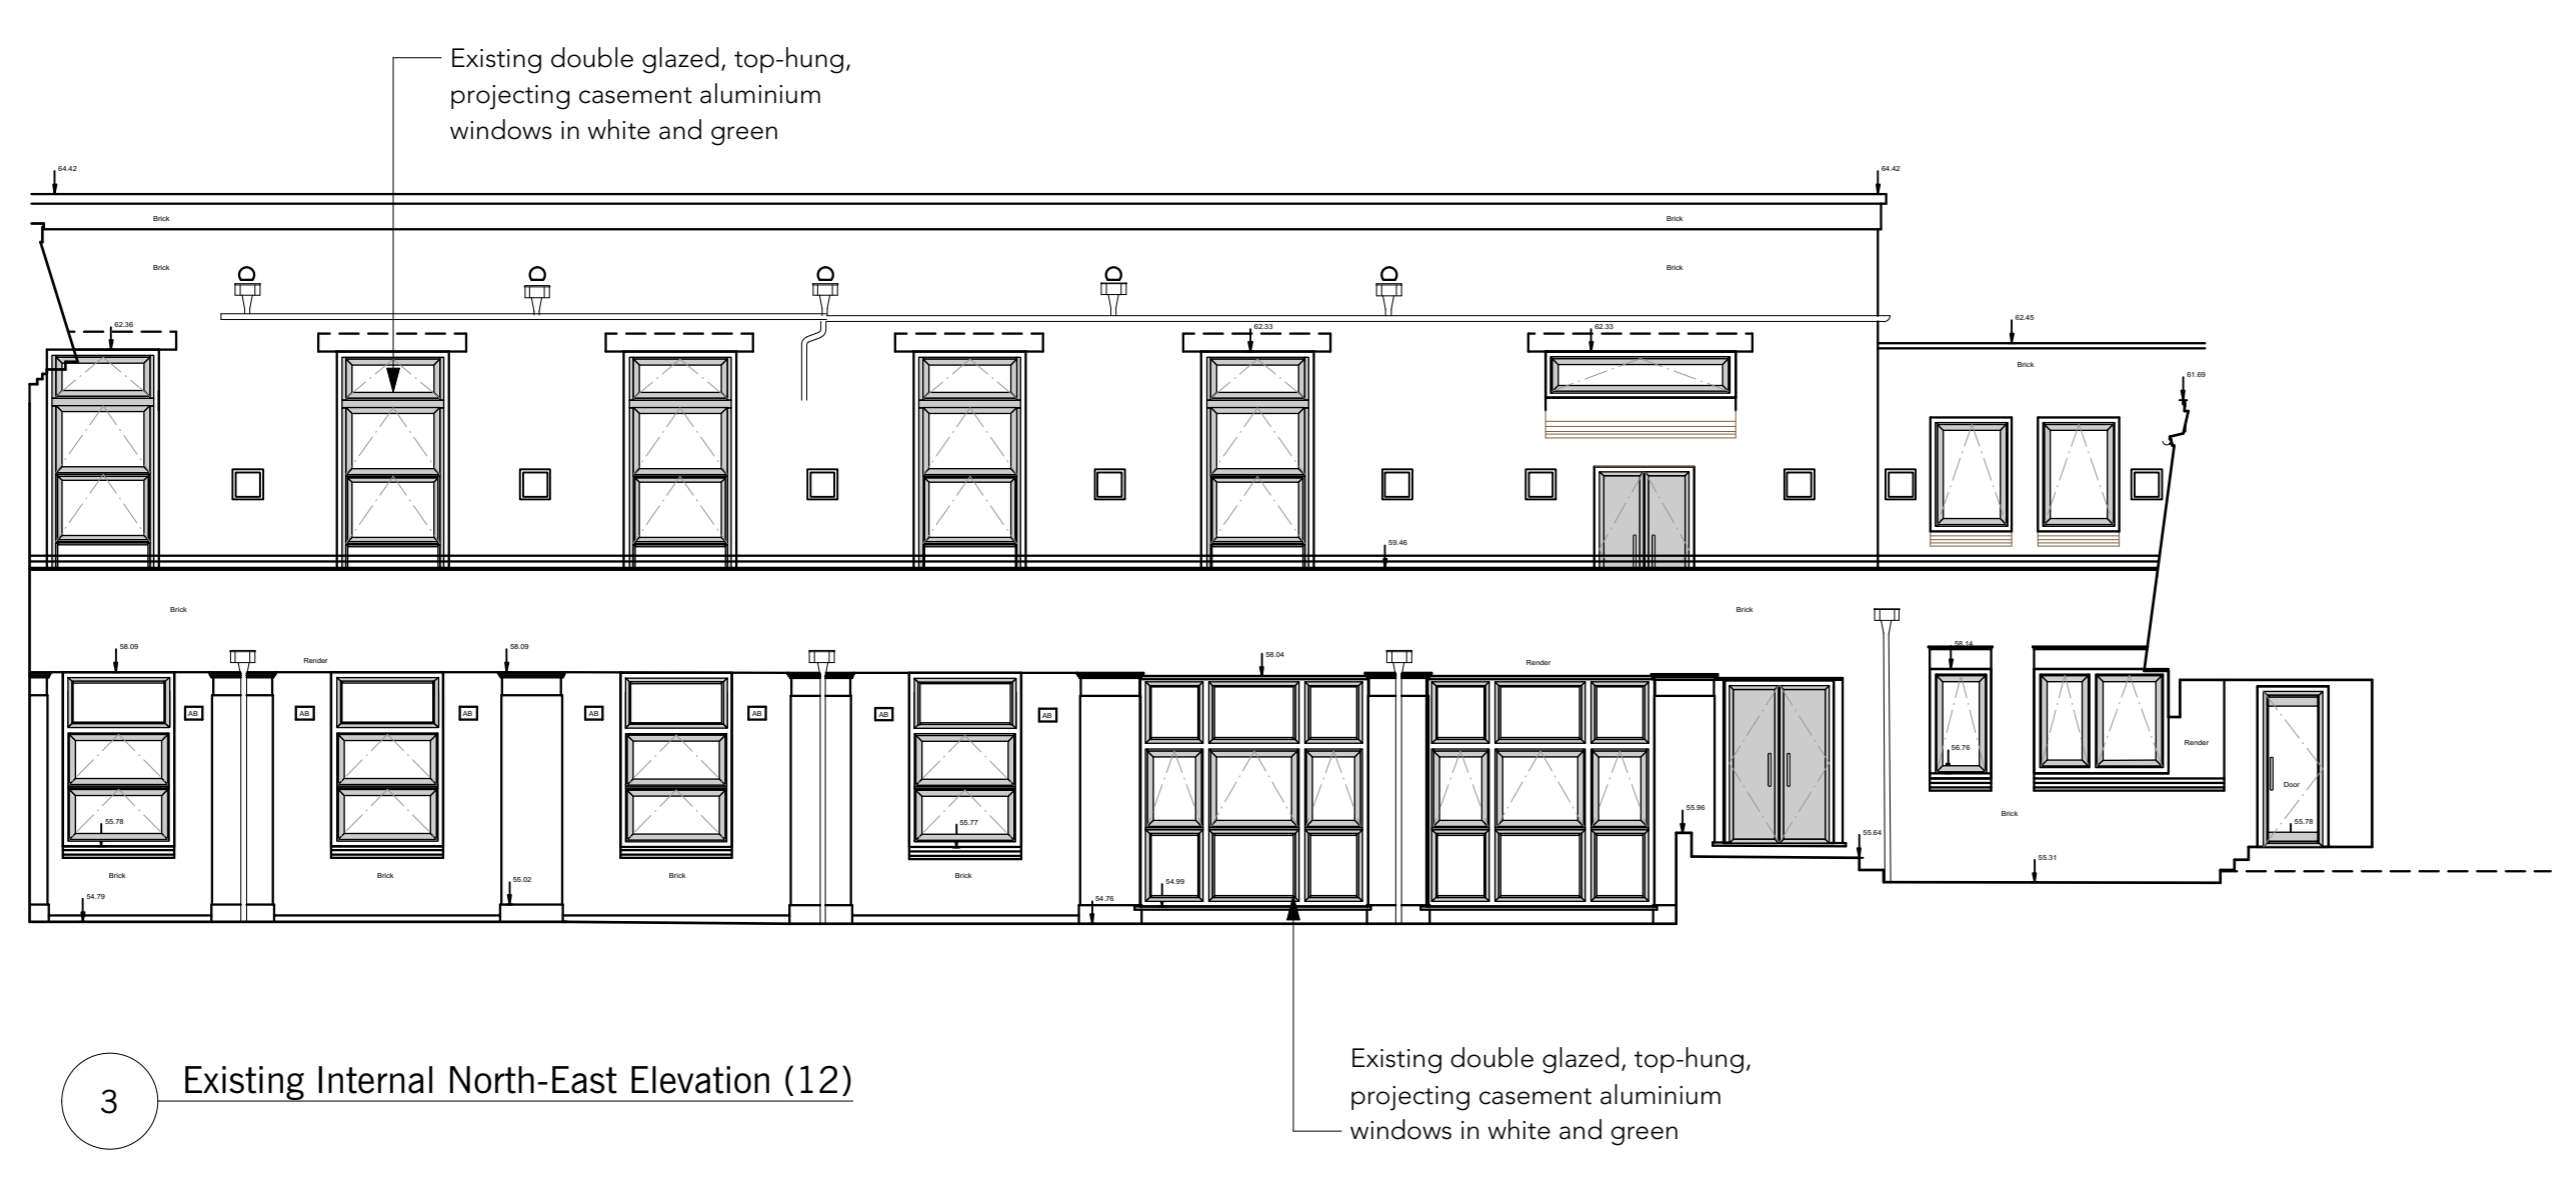 Existing double glazed, top-hung,
projecting casement aluminium
windows in white and green
64.42
64.42
Brick
Brick
Brick
Brick
62.36
62.33
62.33
62.45
Brick
61.69
59.46
Brick
Brick
58.09
58.09
58.04
58.14
Render
Render
AB
AB
AB
AB
AB
AB
AB
Render
56.76
Door
55.78
55.77
55.96
55.78
55.64
Brick
55.31
Brick
Brick
Brick
Brick
54.79
55.02
54.76
54.99
3
Existing Internal North-East Elevation (12)
Existing double glazed, top-hung,
projecting casement aluminium
windows in white and green